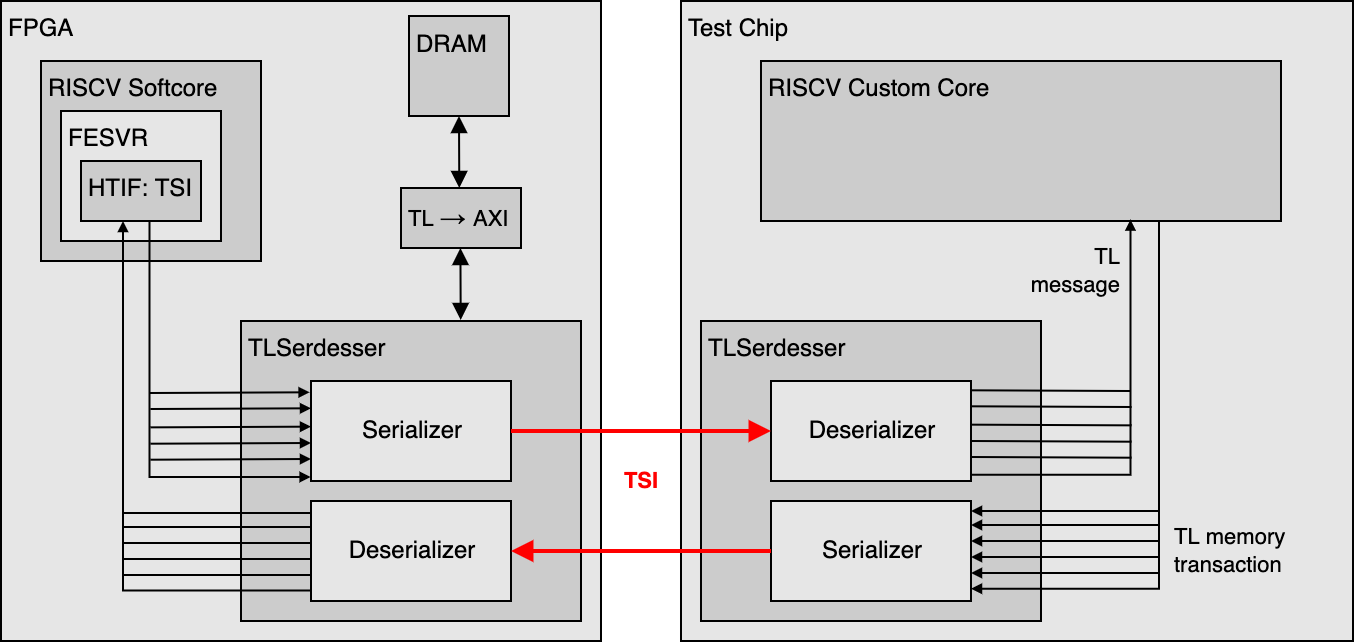 FPGA
RISCV Softcore
FESVR
HTIF: TSI
DRAM
TL → AXI
TLSerdesser
Serializer
Deserializer
TSI
Test Chip
RISCV Custom Core
TL
message
TLSerdesser
Deserializer
Serializer
TL memory
transaction